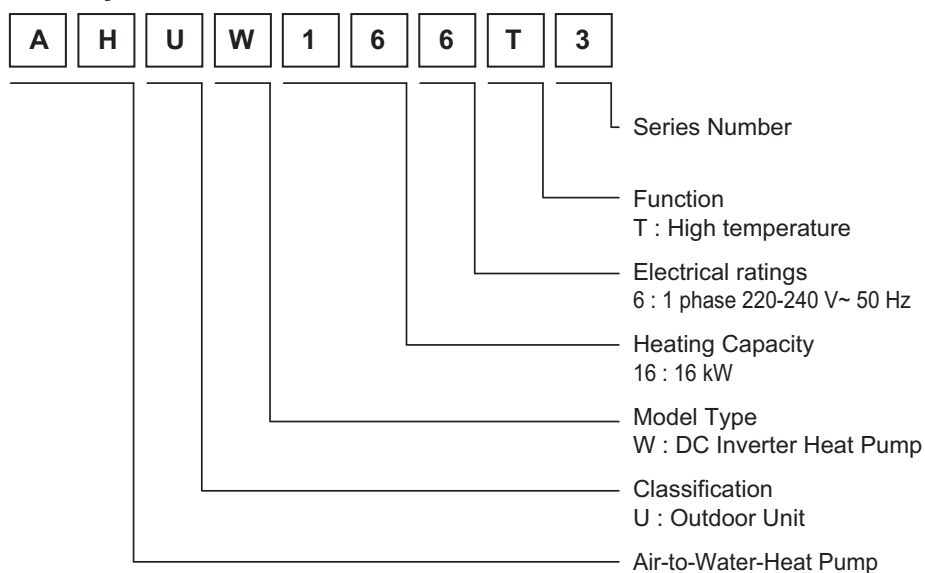 A H U W 1 6 6 T 3
Series Number
Function
T : High temperature
Electrical ratings
6 : 1 phase 220-240 V~ 50 Hz
Heating Capacity
16 : 16 kW
Model Type
W : DC Inverter Heat Pump
Classification
U : Outdoor Unit
Air-to-Water-Heat Pump